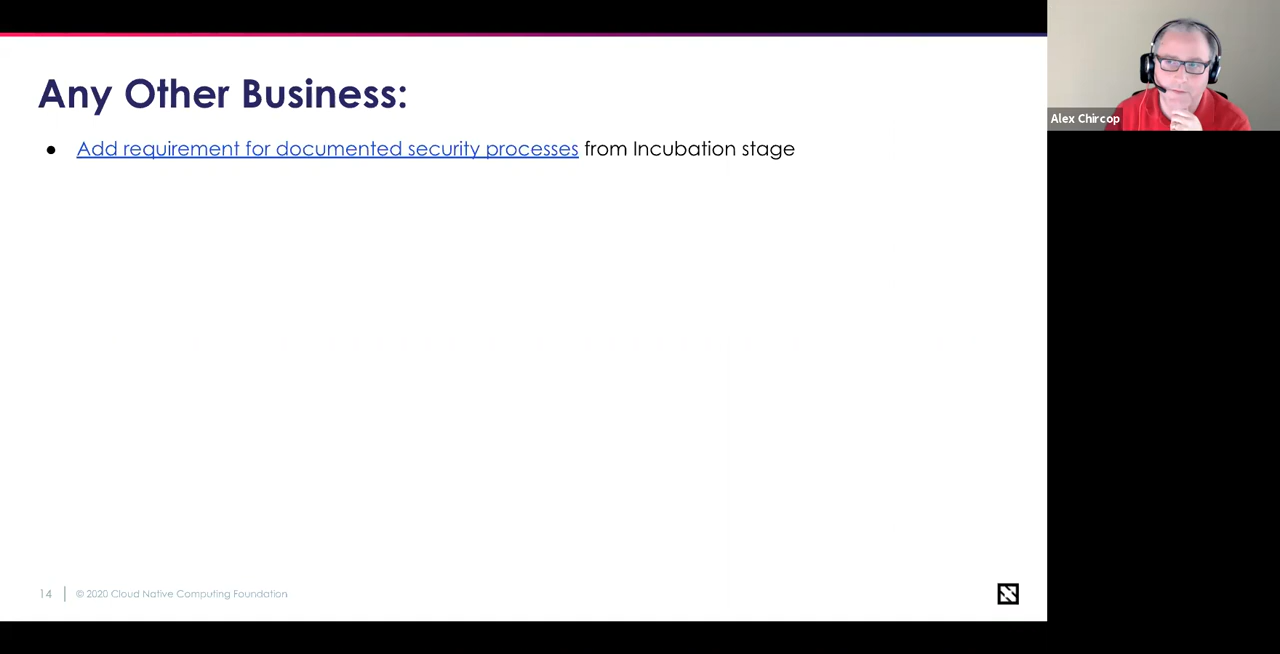 Any Other Business:
● Add requirement for documented security processes from Incubation stage
14
© 2020 Cloud Native Computing Foundation
Alex Chircop